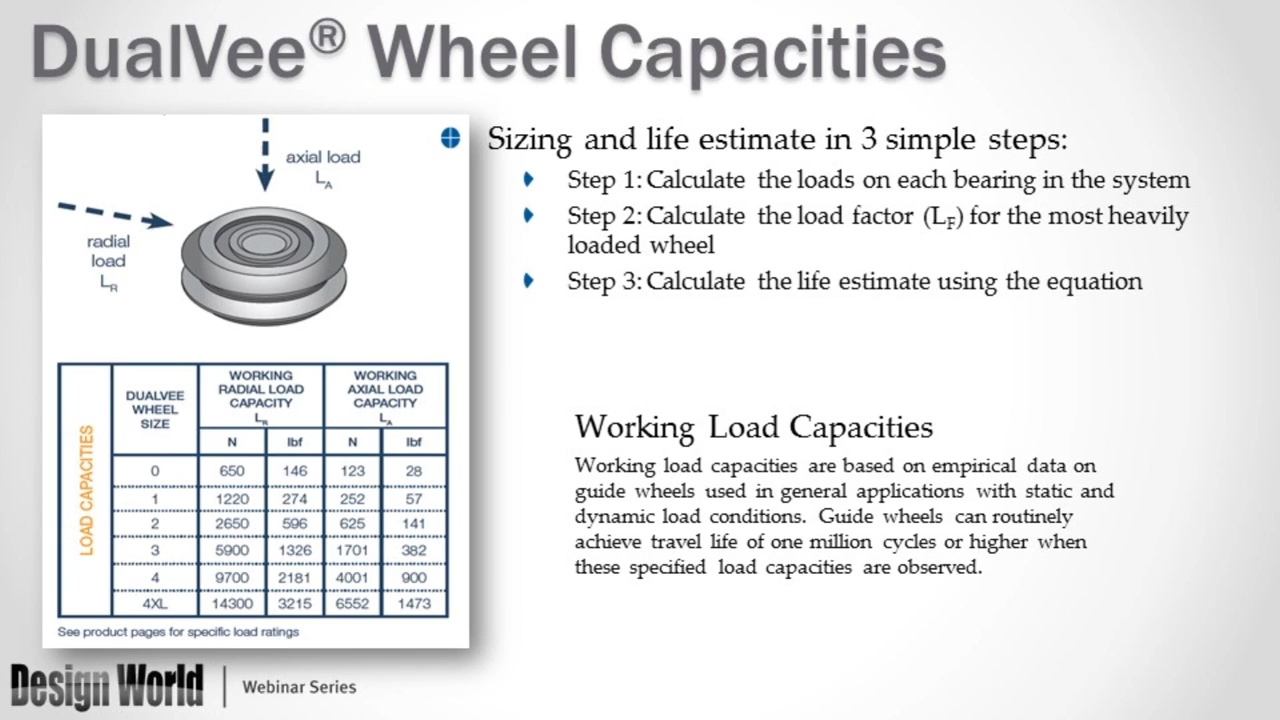 DualVee® Wheel Capacities
axial load
L_A
radial
load
L_R
Sizing and life estimate in 3 simple steps:
Step 1: Calculate the loads on each bearing in the system
Step 2: Calculate the load factor (L_F) for the most heavily
loaded wheel
Step 3: Calculate the life estimate using the equation
LOAD CAPACITIES
DUALVEE
WHEEL
SIZE
WORKING
RADIAL LOAD
CAPACITY
L_R
WORKING
AXIAL LOAD
CAPACITY
L_A
N lbf N lbf
0 650 146 123 28
1 1220 274 252 57
2 2650 596 625 141
3 5900 1326 1701 382
4 9700 2181 4001 900
4XL 14300 3215 6552 1473
See product pages for specific load ratings
Working Load Capacities
Working load capacities are based on empirical data on
guide wheels used in general applications with static and
dynamic load conditions. Guide wheels can routinely
achieve travel life of one million cycles or higher when
these specified load capacities are observed.
Design World
Webinar Series